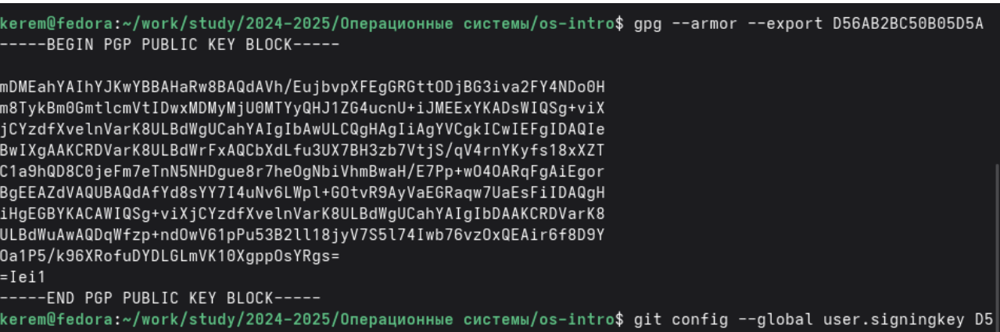 kerem@fedora:~/work/study/2024-2025/Операционные системы/os-intro$ gpg --armor --export D56AB2BC50B05D5A
-----BEGIN PGP PUBLIC KEY BLOCK-----
mDMEahYAIhYJKwYBBAHaRw8BAQdAVh/EujbvpXFEgGRGttODjBG3iva2FY4NDo0H
m8TykBm0GmtlcmVtIDwxMDMyMjU0MTYyQHJ1ZG4ucnU+iJMEExYKADsWIQSg+viX
jCYzdfXvelnVarK8ULBdWgUCahYAIgIbAwULCQgHAgIiAgYVCgkICwIEFgIDAQIe
BwIXgAAKCRDVarK8ULBdWrFxAQCbXdLfu3UX7BH3zb7VtjS/qV4rnYKyfs18xXZT
C1a9hQD8C0jeFm7eTnN5NHDgue8r7heOgNbiVhmBwaH/E7Pp+wO4OARqFgAiEgor
BgEEAZdVAQUBAQdAfYd8sYY7I4uNv6LWpl+GOtvR9AyVaEGRaqw7UaEsFiIDAQgH
iHgEGBYKACAWIQSg+viXjCYzdfXvelnVarK8ULBdWgUCahYAIgIbDAAKCRDVarK8
ULBdWuAwAQDqWfzp+ndOwV61pPu53B2ll18jyV7S5l74Iwb76vzOxQEAir6f8D9Y
Oa1P5/k96XRofuDYDLGLmVK10XgppOsYRgs=
=Iei1
-----END PGP PUBLIC KEY BLOCK-----
kerem@fedora:~/work/study/2024-2025/Операционные системы/os-intro$ git config --global user.signingkey D5